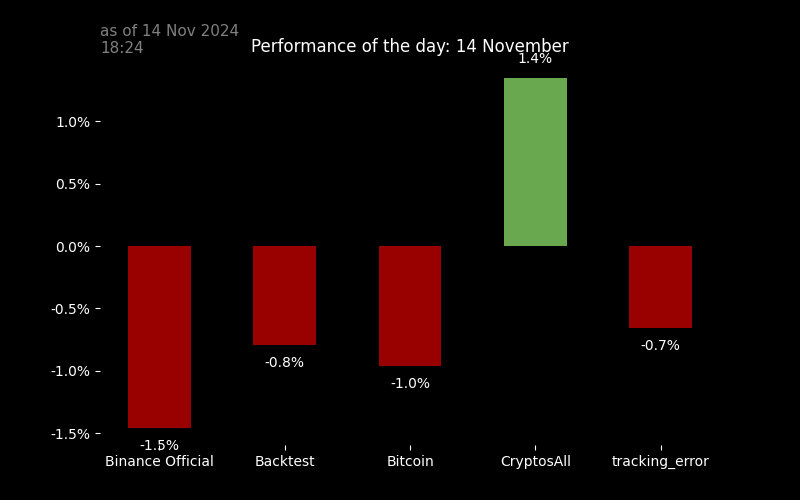 as of 14 Nov 2024
18:24
Performance of the day: 14 November
1.4%
1.0%
0.5%
0.0%
-0.5%
-1.0%
-1.5%
-0.7%
-0.8%
-1.0%
-1.5%
Binance Official
Backtest
Bitcoin
CryptosAll
tracking_error